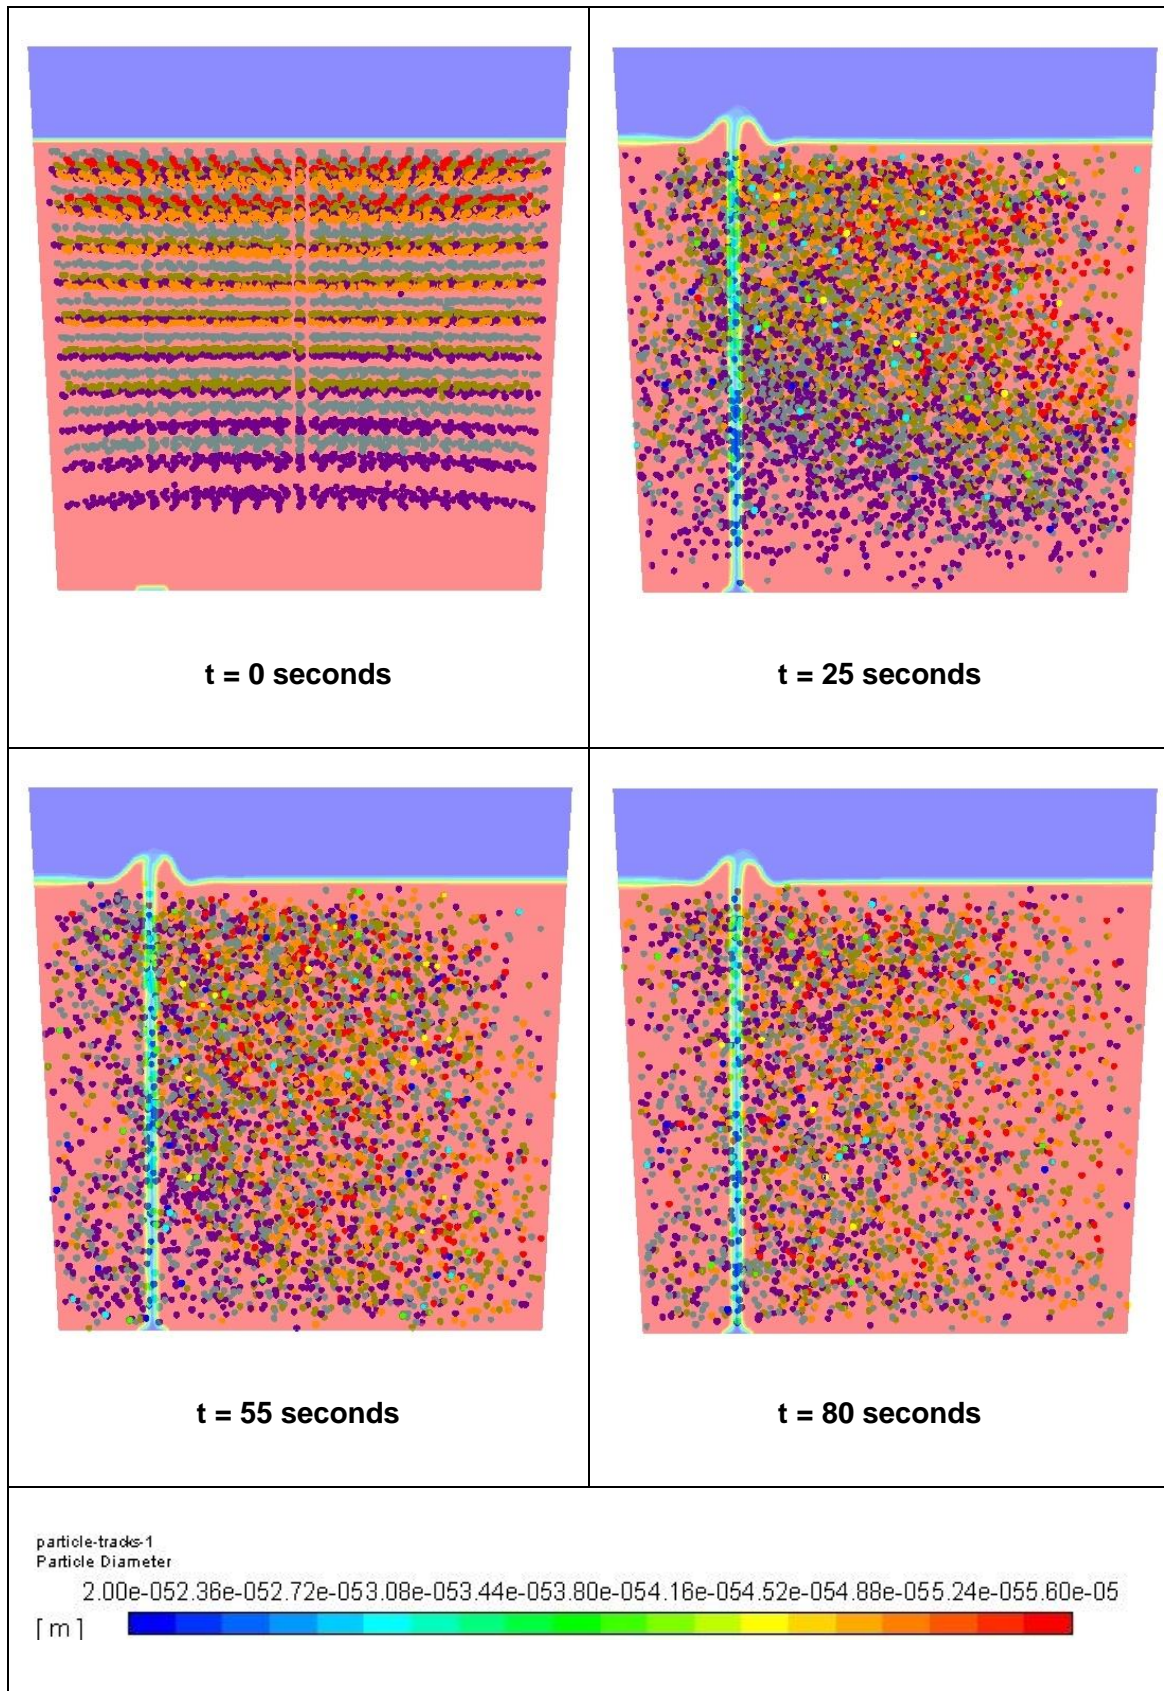 t = 0 seconds
t = 25 seconds
t = 55 seconds
t = 80 seconds
particle-tracks-1
Particle Diameter
2.00e-052.36e-052.72e-053.08e-053.44e-053.80e-054.16e-054.52e-054.88e-055.24e-055.60e-05
[ m ]